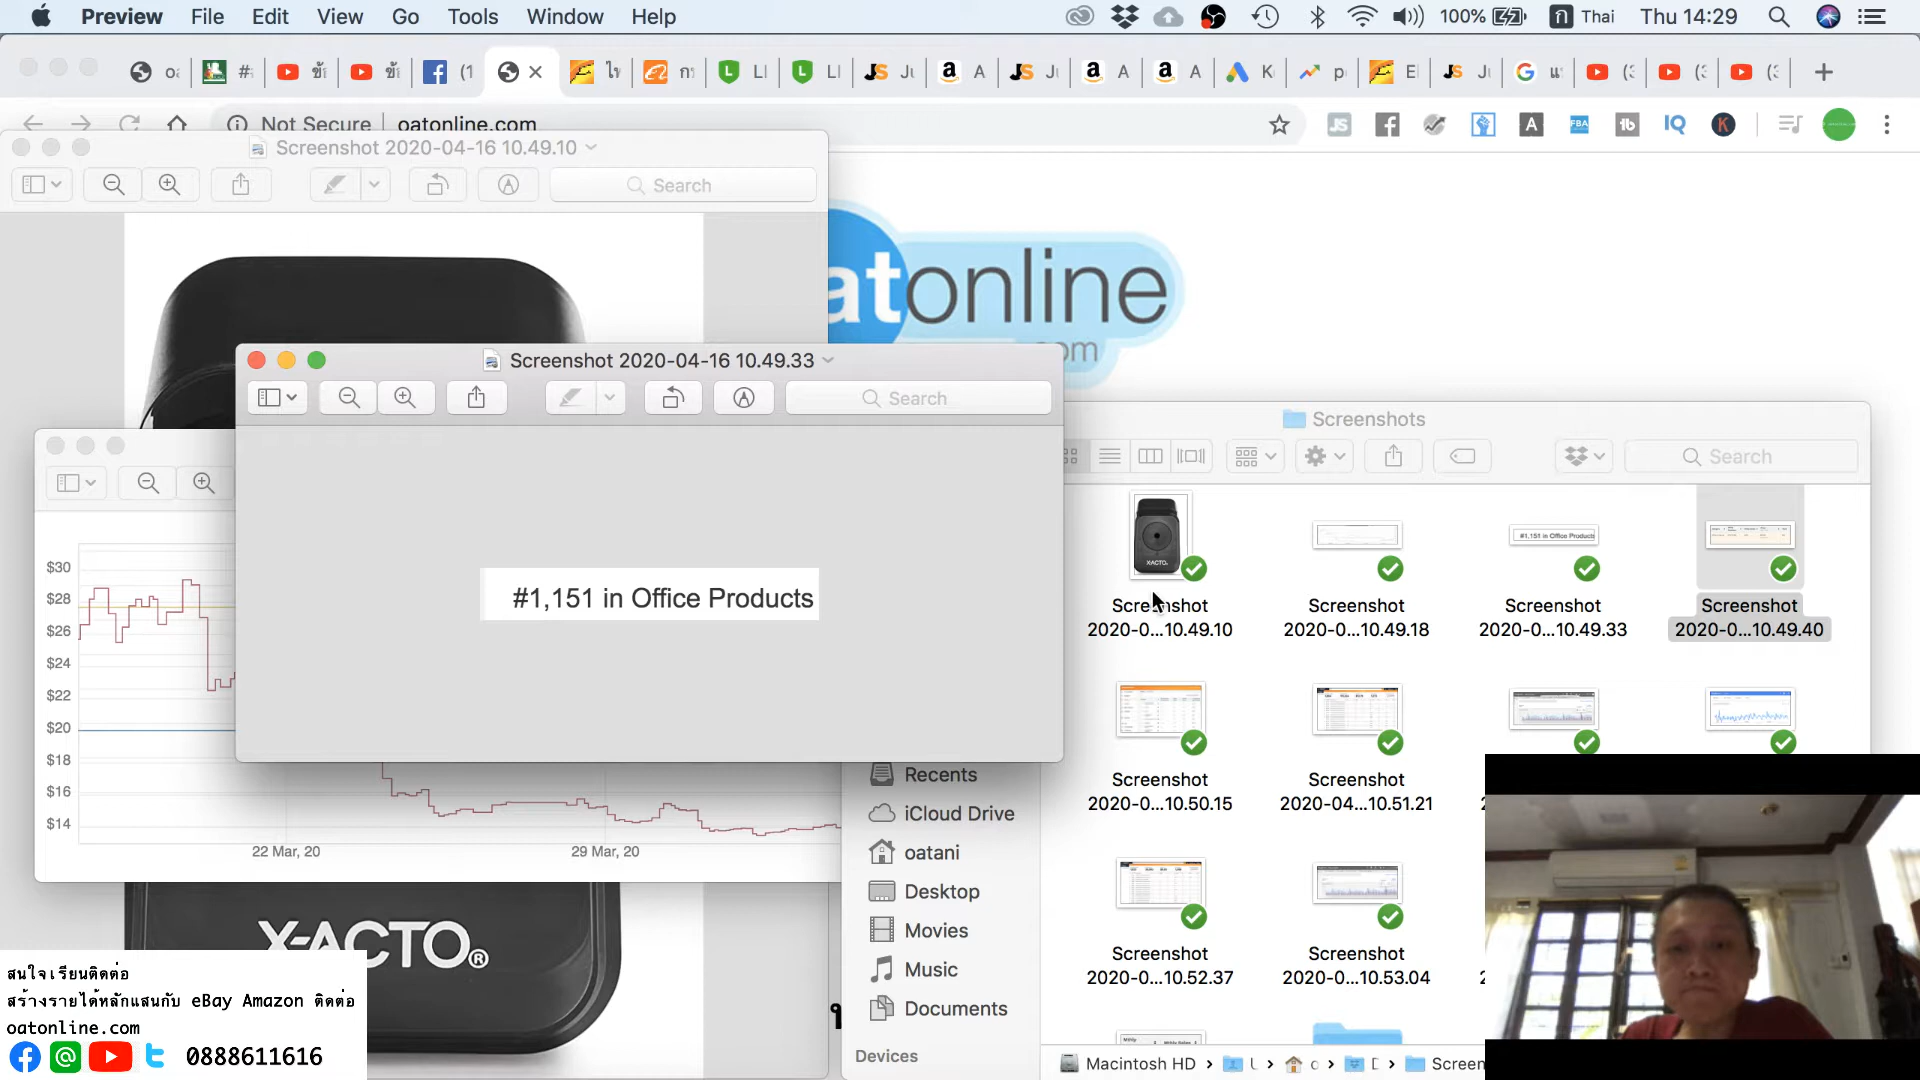 Preview File Edit View Go Tools Window Help 100% Thai Thu 14:29
Not Secure oatonline.com
Screenshot 2020-04-16 10.49.10
Search
atonline
Screenshot 2020-04-16 10.49.33
Search
#1,151 in Office Products
$30
$28
$26
$24
$22
$20
$18
$16
$14
22 Mar, 20
29 Mar, 20
X-ACTO®
Screenshots
Search
X-ACTO.
#1,151 in Office Products
Screenshot
2020-0...10.49.10
Screenshot
2020-0...10.49.18
Screenshot
2020-0...10.49.33
Screenshot
2020-0...10.49.40
Screenshot
2020-0...10.50.15
Screenshot
2020-04...10.51.21
Screenshot
2020-0...10.52.37
Screenshot
2020-0...10.53.04
Recents
iCloud Drive
oatani
Desktop
Movies
Music
Documents
Devices
Macintosh HD
Screen
สนใจเรียนติดต่อ
สร้างรายได้หลักแสนกับ eBay Amazon ติดต่อ
oatonline.com
0888611616